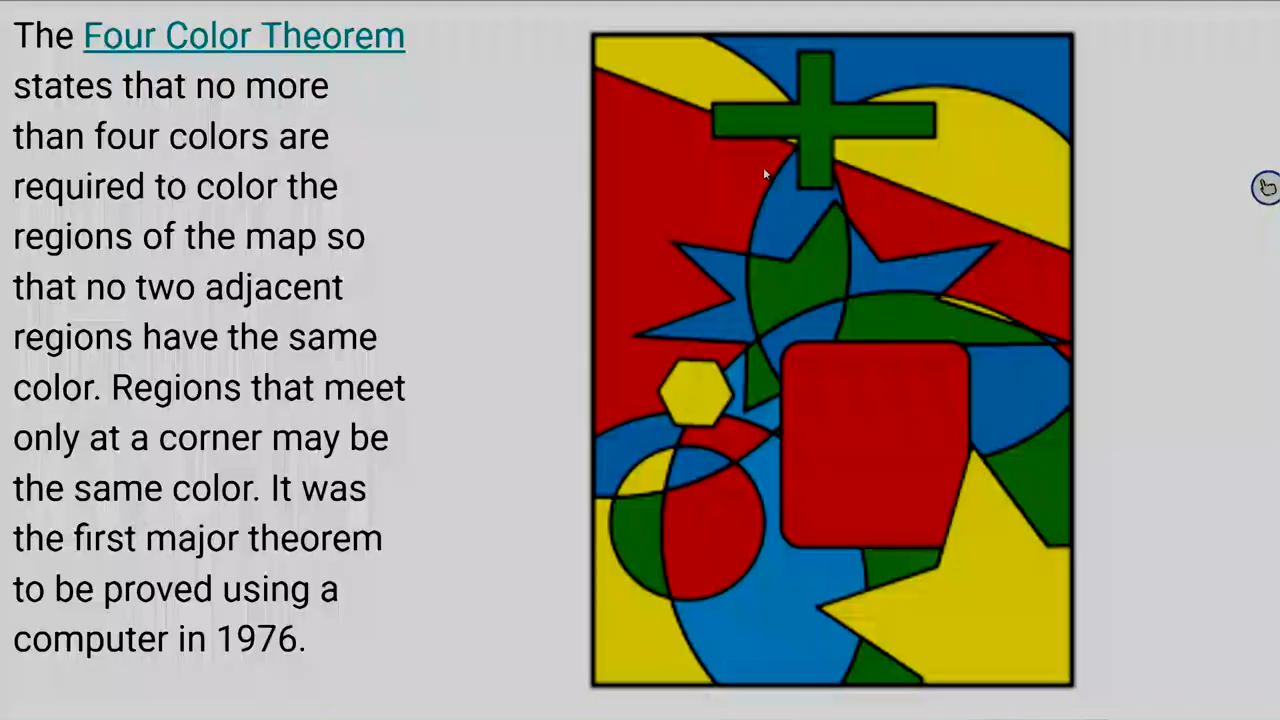 The Four Color Theorem
states that no more
than four colors are
required to color the
regions of the map so
that no two adjacent
regions have the same
color. Regions that meet
only at a corner may be
the same color. It was
the first major theorem
to be proved using a
computer in 1976.